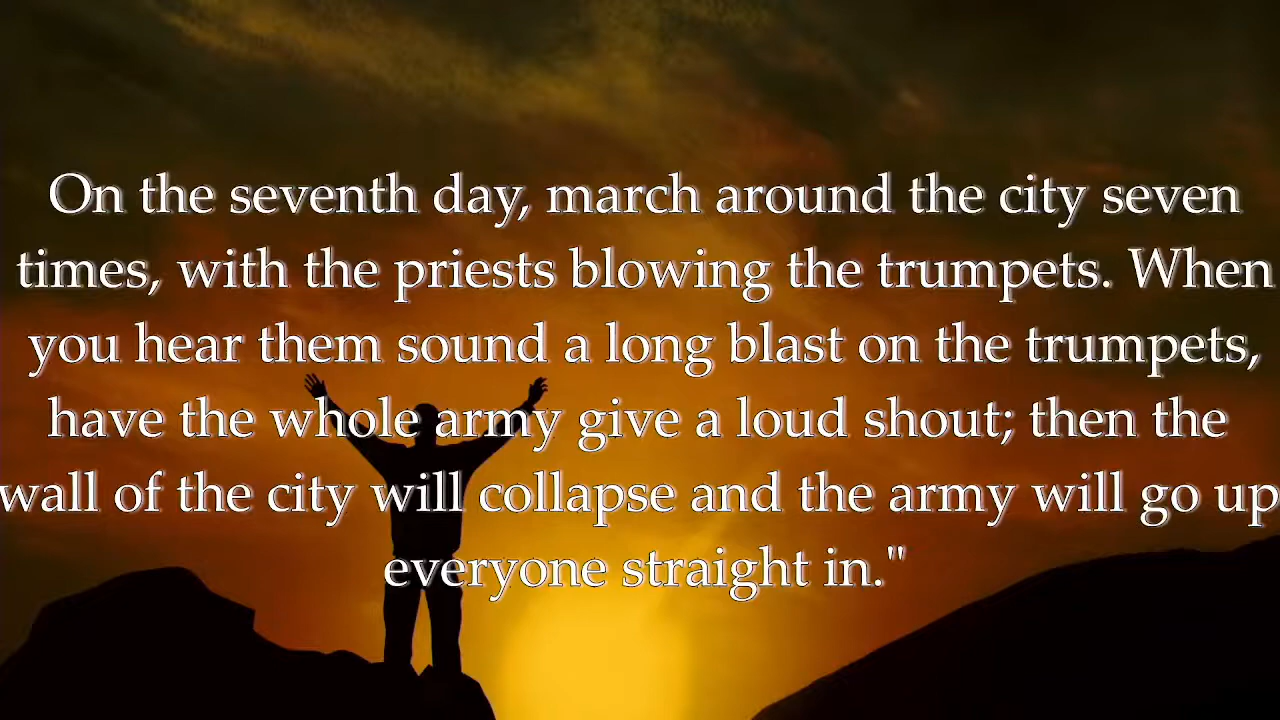 On the seventh day, march around the city seven
times, with the priests blowing the trumpets. When
you hear them sound a long blast on the trumpets,
have the whole army give a loud shout; then the
wall of the city will collapse and the army will go up
everyone straight in."